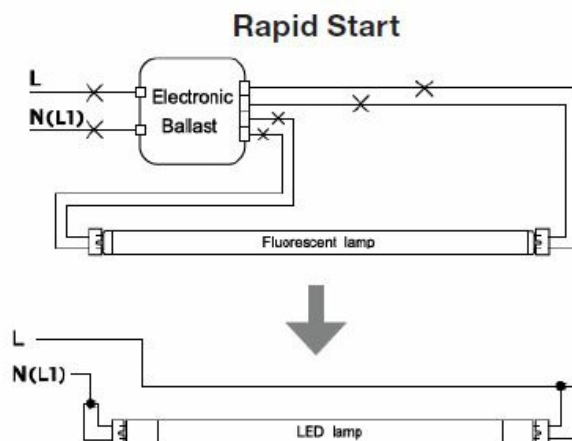 Rapid Start
L
Electronic
N(L1)
Ballast
Fluorescent lamp
L
N(L1)
LED lamp